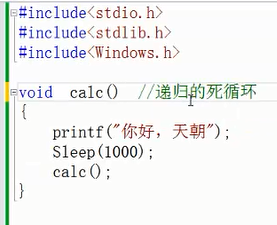 #include<stdio.h>
#include<stdlib.h>
#include<Windows.h>
void  calc()  //递归的死循环
{
    printf("你好，天朝");
    Sleep(1000);
    calc();
}